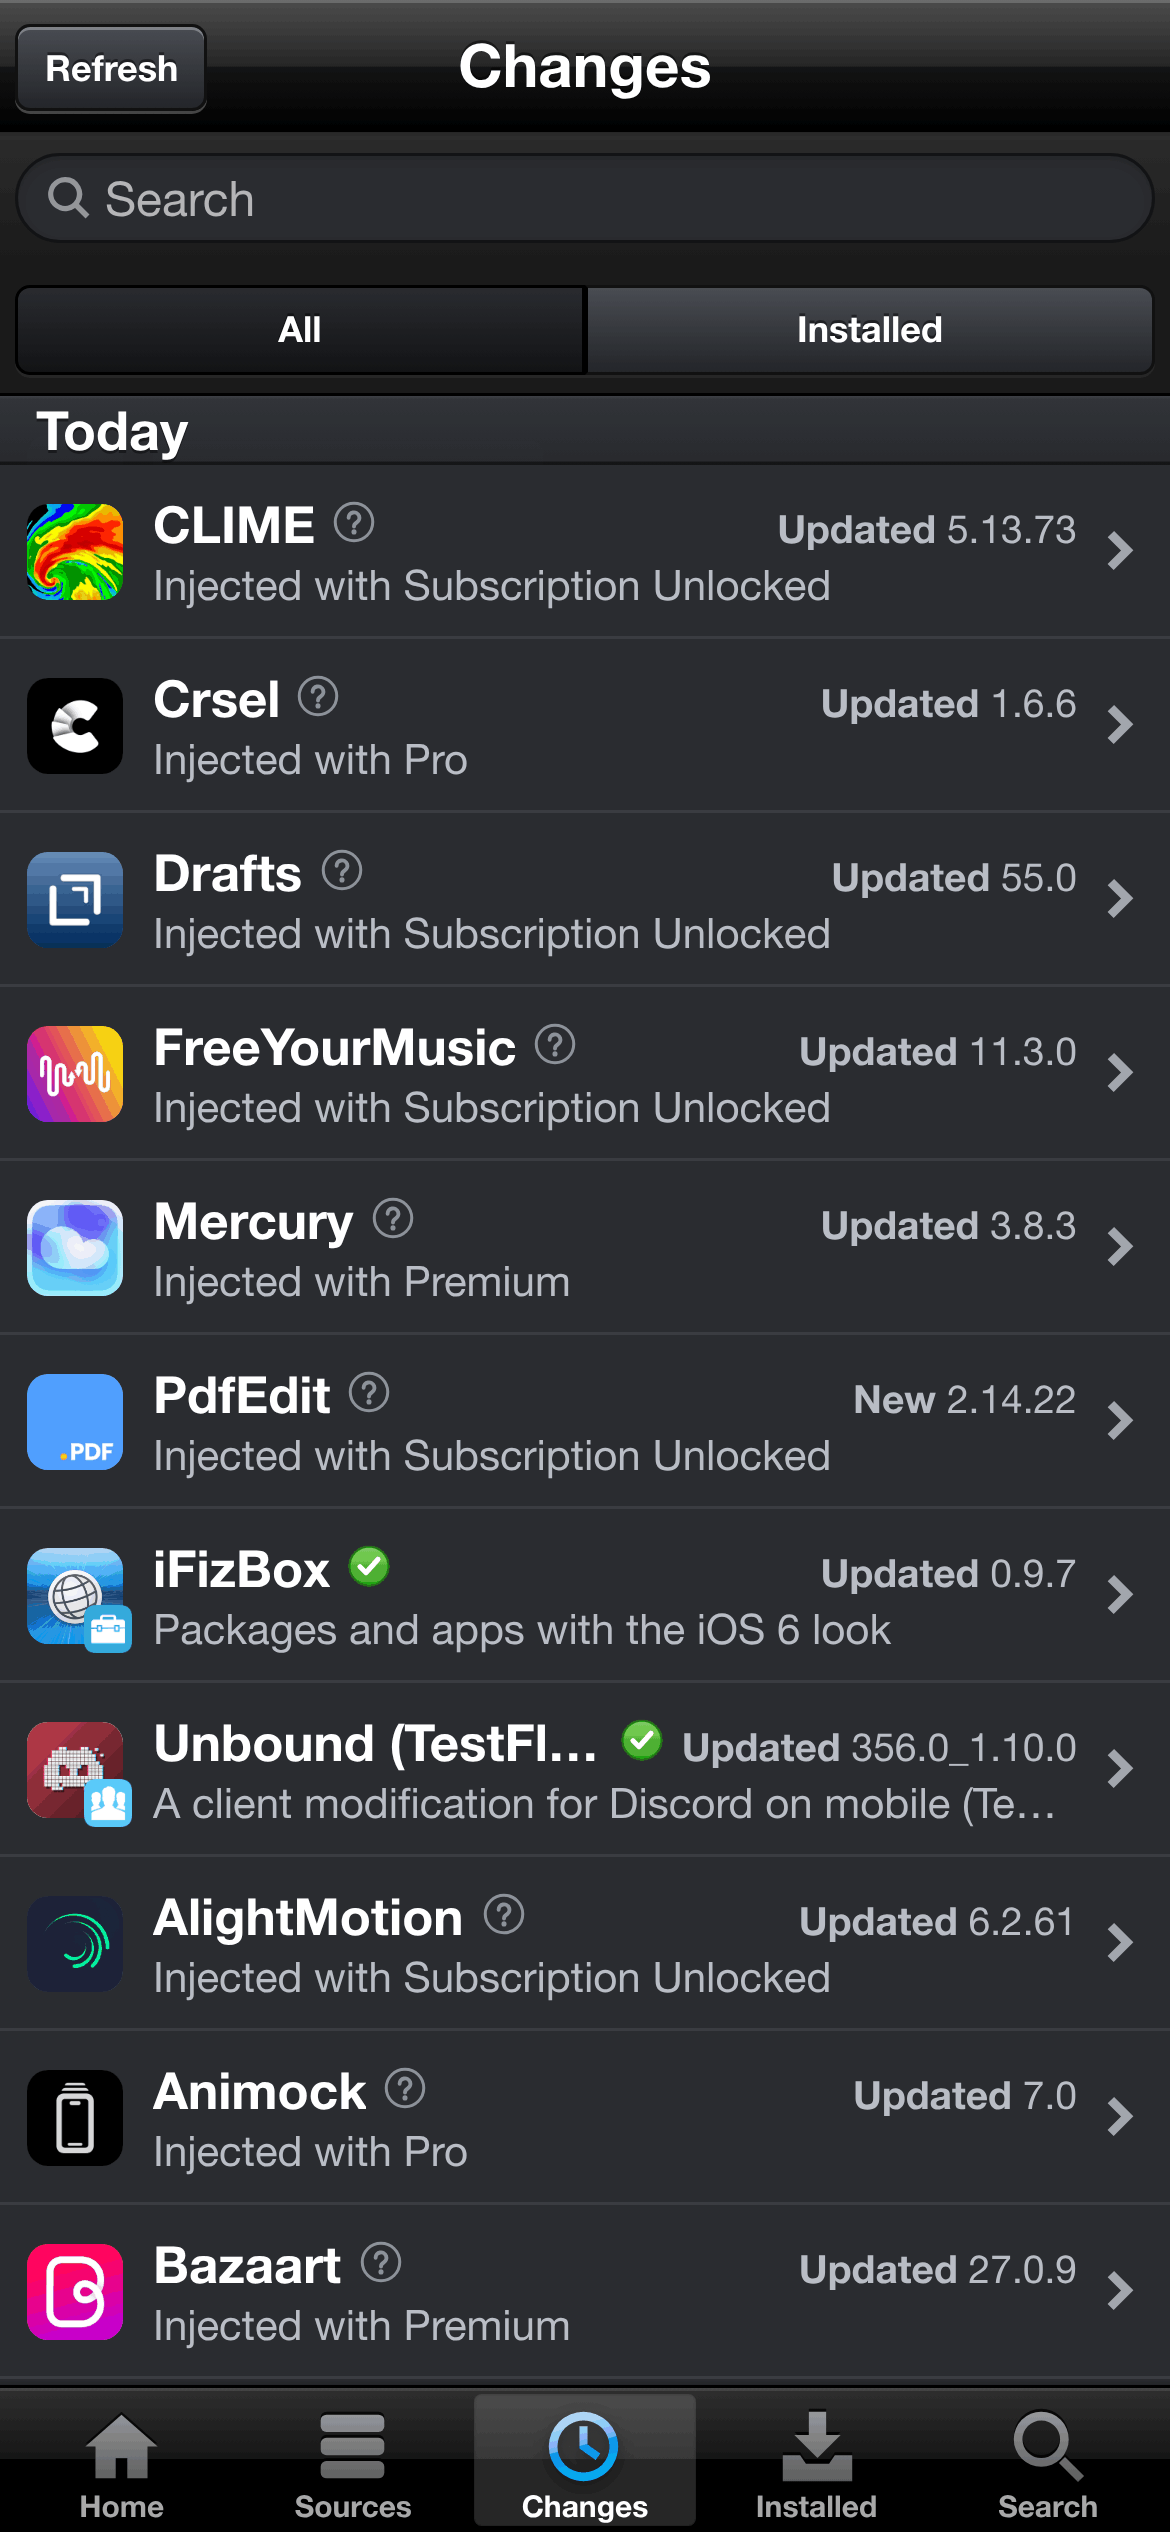 Refresh
Changes
Search
All
Installed
Today
CLIME
Updated 5.13.73
Injected with Subscription Unlocked
Crsel
Updated 1.6.6
Injected with Pro
Drafts
Updated 55.0
Injected with Subscription Unlocked
FreeYourMusic
Updated 11.3.0
Injected with Subscription Unlocked
Mercury
Updated 3.8.3
Injected with Premium
PdfEdit
New 2.14.22
.PDF
Injected with Subscription Unlocked
iFizBox
Updated 0.9.7
Packages and apps with the iOS 6 look
Unbound (TestFl...
Updated 356.0_1.10.0
A client modification for Discord on mobile (Te...
AlightMotion
Updated 6.2.61
Injected with Subscription Unlocked
Animock
Updated 7.0
Injected with Pro
Bazaart
Updated 27.0.9
Injected with Premium
Home
Sources
Changes
Installed
Search